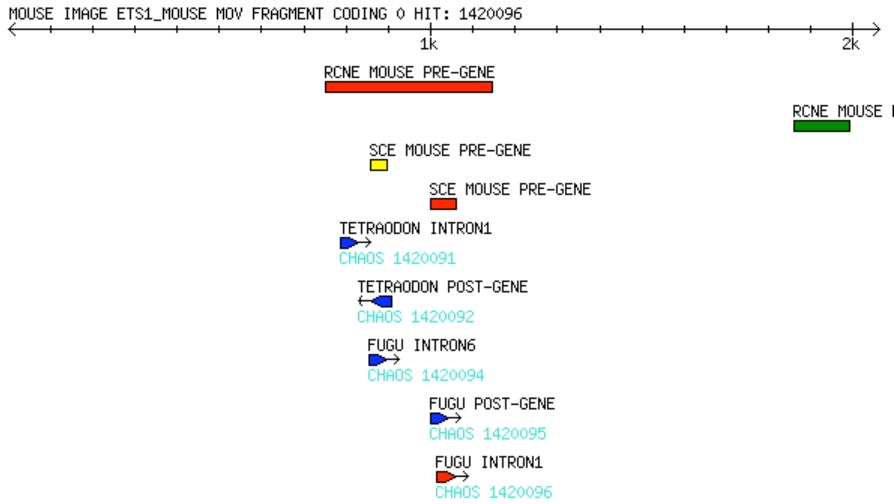 MOUSE IMAGE ETS1_MOUSE MOV FRAGMENT CODING 0 HIT: 1420096
1k
2k
RCNE MOUSE PRE-GENE
RCNE MOUSE
SCE MOUSE PRE-GENE
SCE MOUSE PRE-GENE
TETRAODON INTRON1
CHAOS 1420091
TETRAODON POST-GENE
CHAOS 1420092
FUGU INTRON6
CHAOS 1420094
FUGU POST-GENE
CHAOS 1420095
FUGU INTRON1
CHAOS 1420096